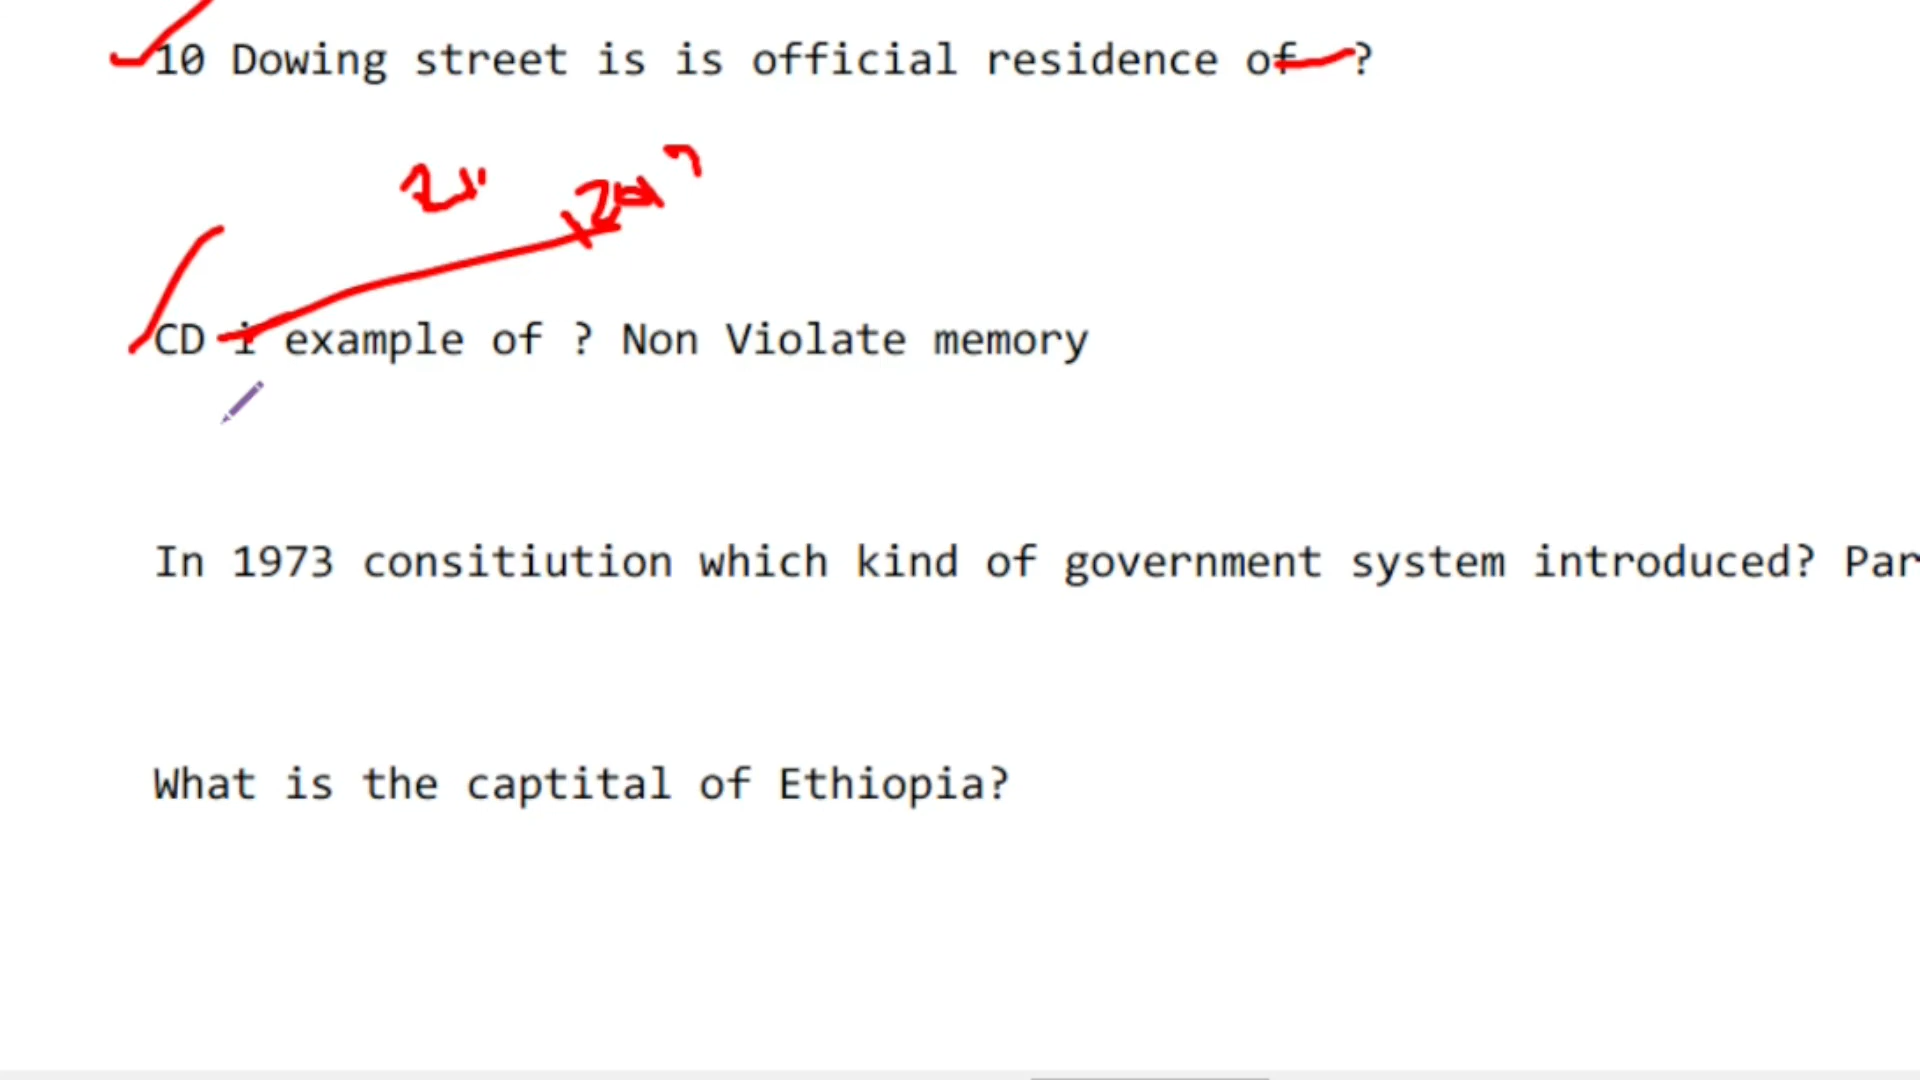 10 Dowing street is is official residence of ?
CD i example of ? Non Violate memory
In 1973 consitiution which kind of government system introduced? Par
What is the captital of Ethiopia?